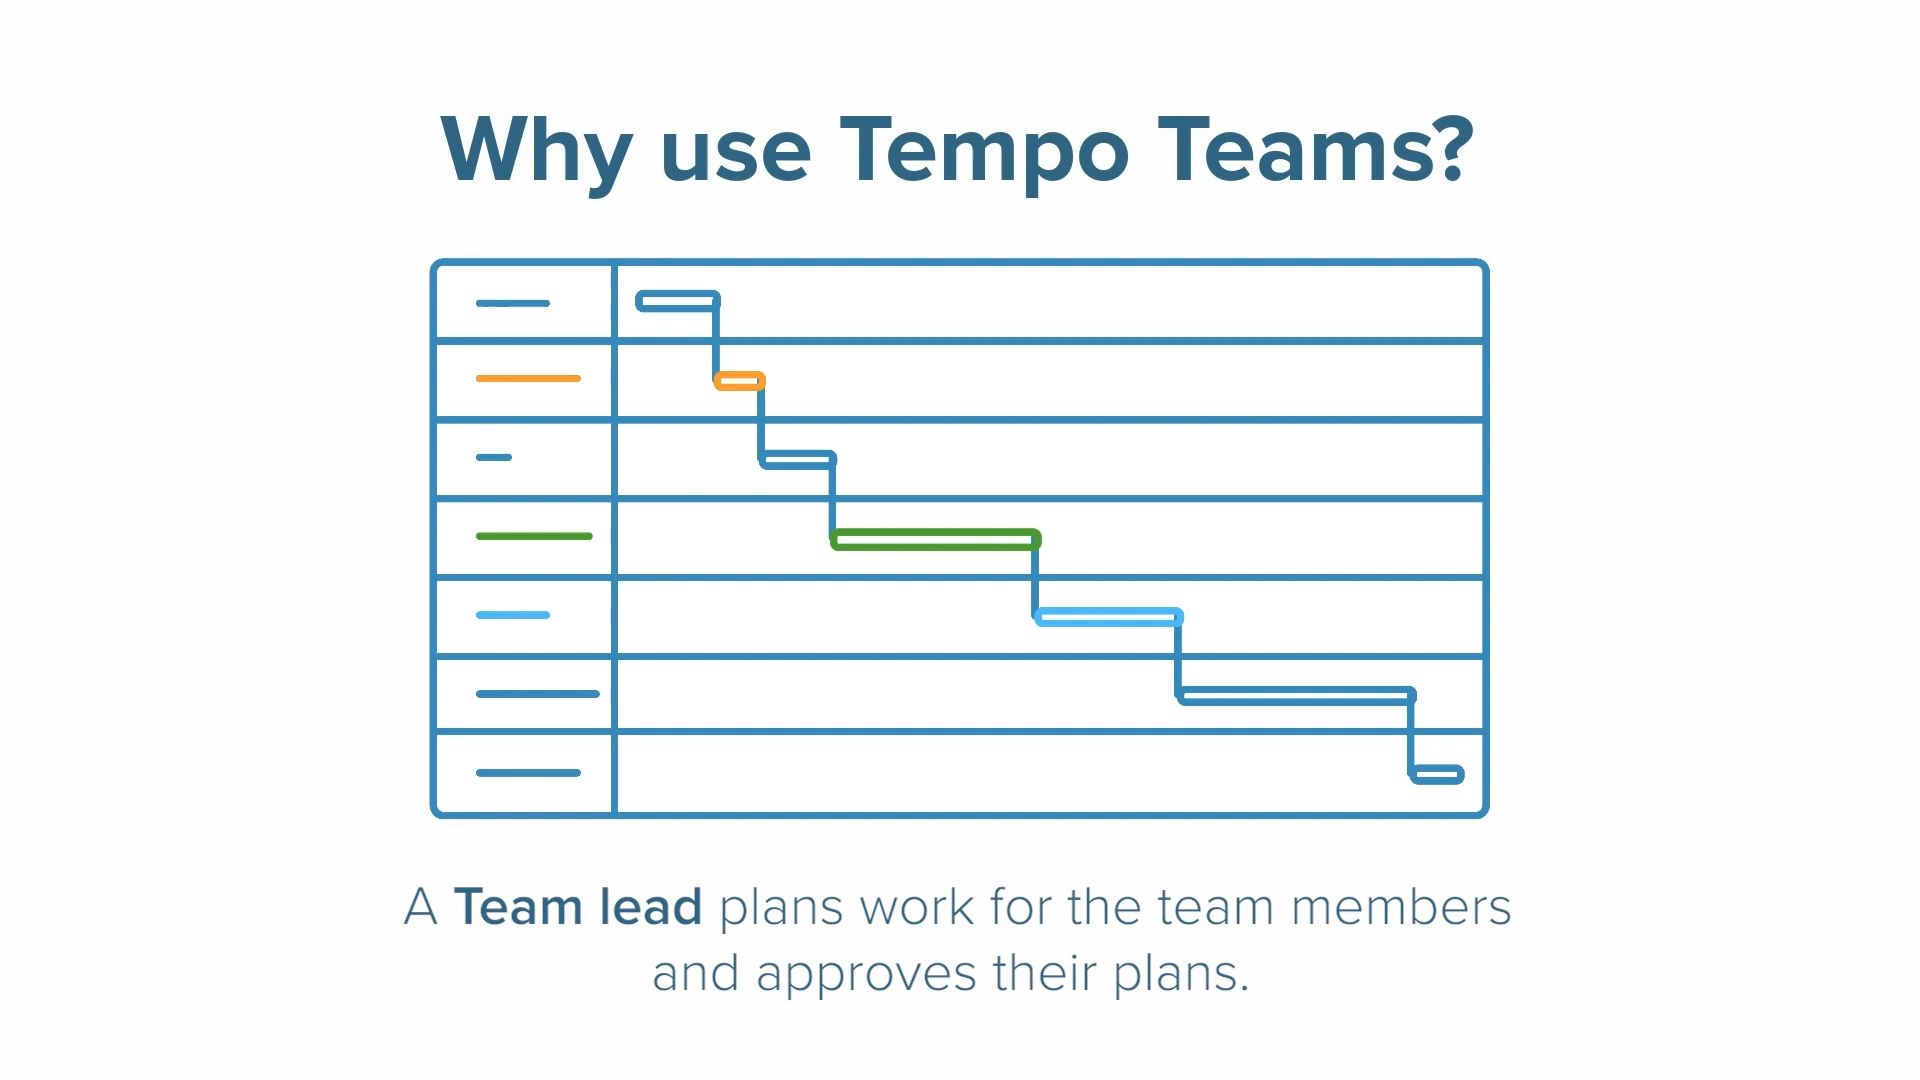 Why use Tempo Teams?
A Team lead plans work for the team members
and approves their plans.